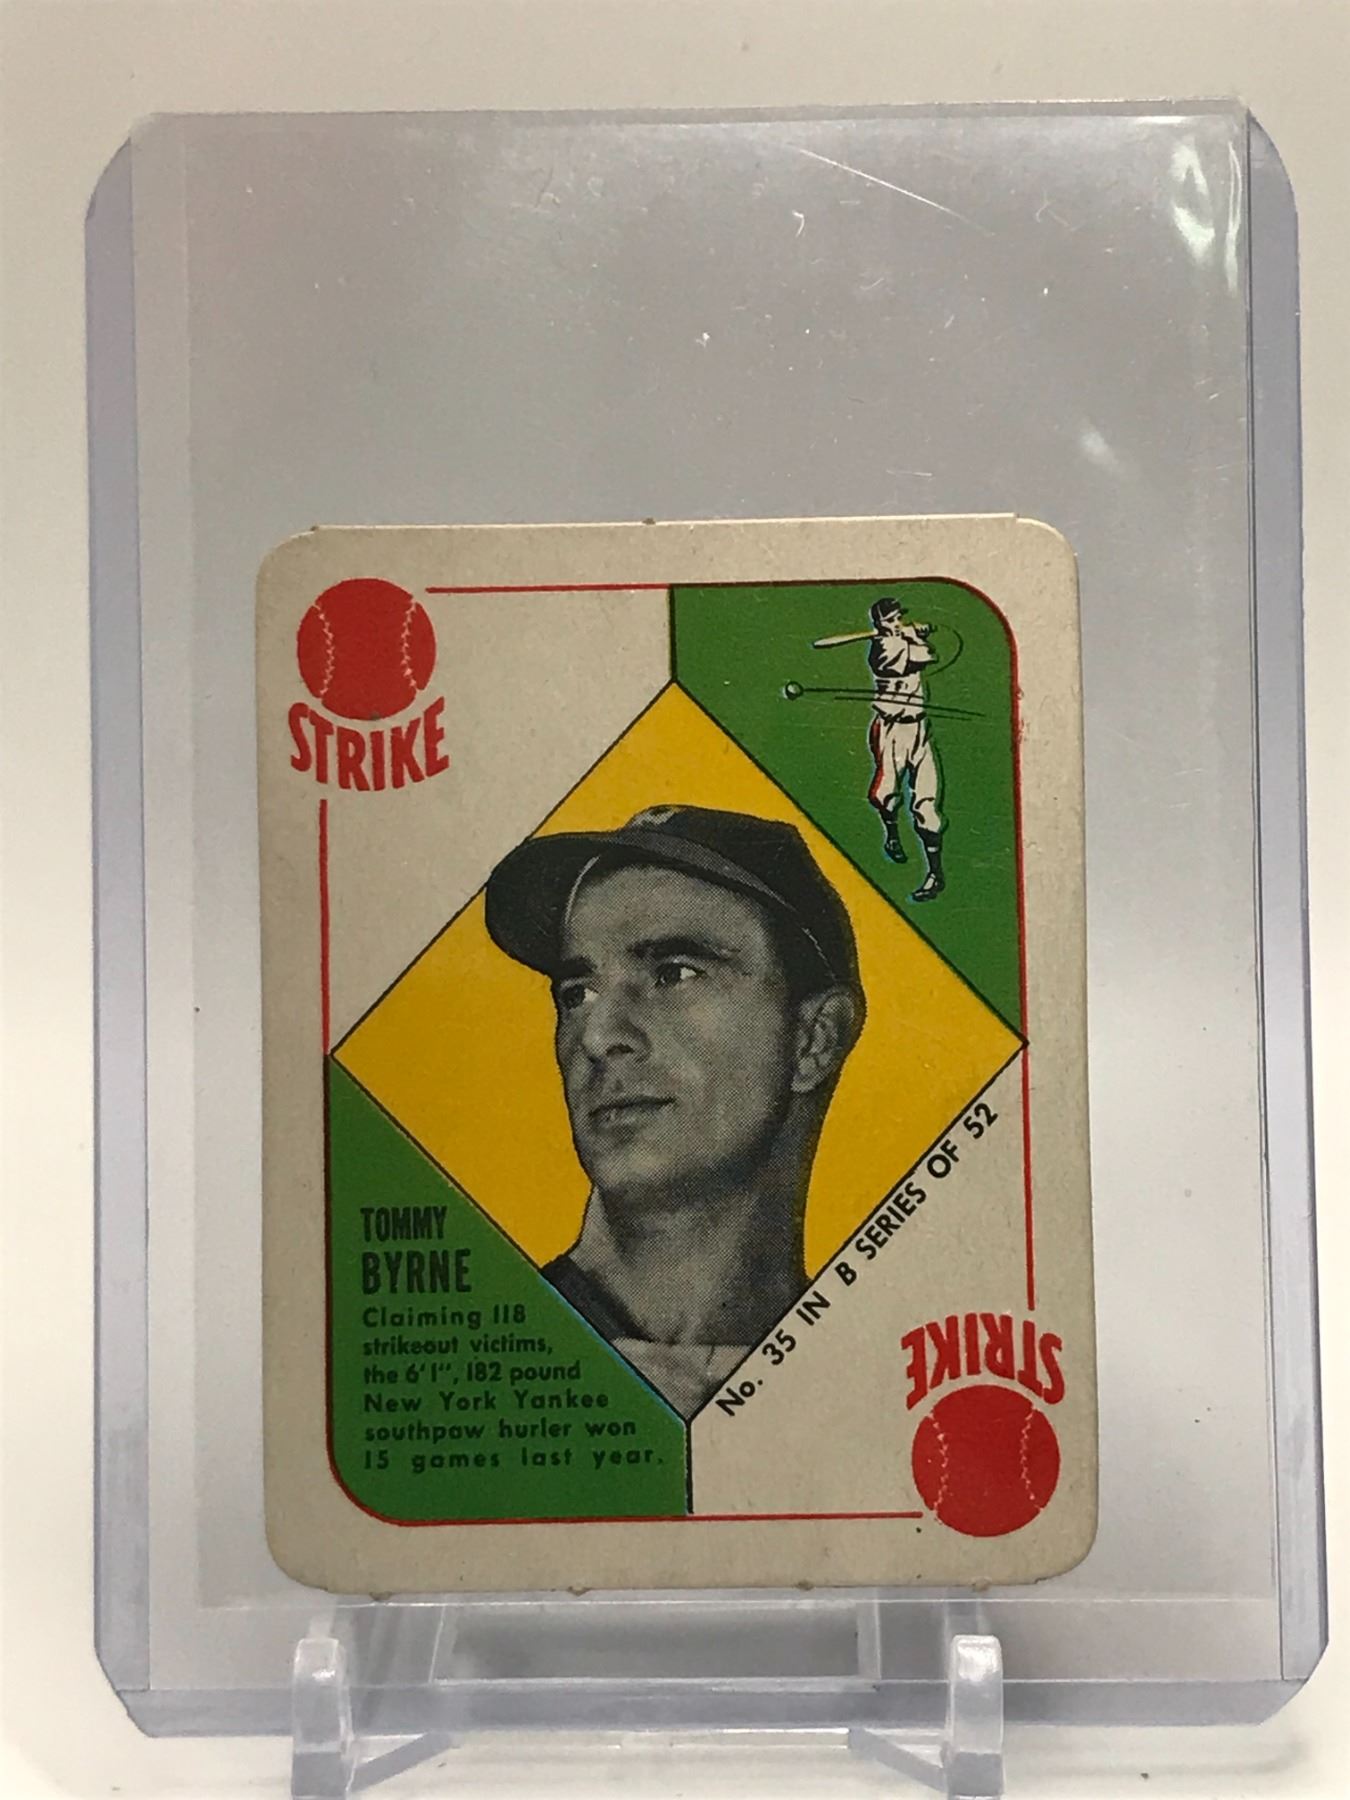 STRIKE
TOMMY
BYRNE
Claiming 118
strikeout victims,
the 6'1", 182 pound
New York Yankee
southpaw hurler won
15 games last year.
No. 35 IN B SERIES OF 52
STRIKE